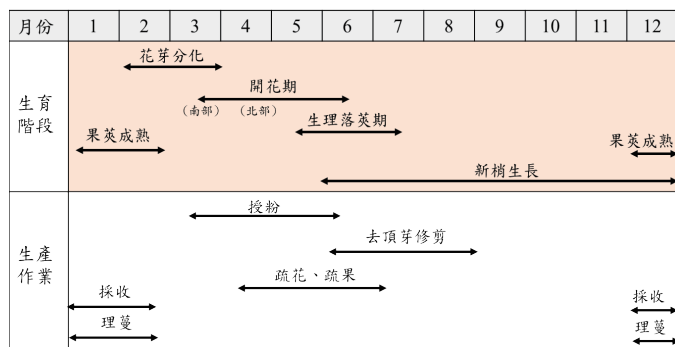 月份 1 2 3 4 5 6 7 8 9 10 11 12
花芽分化
開花期
(南部) (北部)
生理落莢期
生育
階段
果莢成熟 果莢成熟
新梢生長
授粉
去頂芽修剪
生產
作業
疏花、疏果
採收 採收
理蔓 理蔓